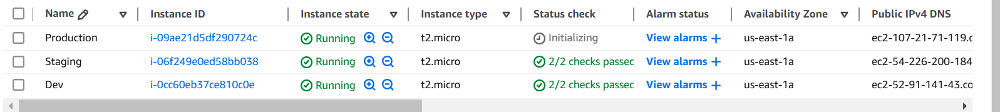 Name Instance ID Instance state Instance type Status check Alarm status Availability Zone Public IPv4 DNS
Production i-09ae21d5df290724c Running t2.micro Initializing View alarms + us-east-1a ec2-107-21-71-119.c
Staging i-06f249e0ed58bb038 Running t2.micro 2/2 checks passed View alarms + us-east-1a ec2-54-226-200-184
Dev i-0cc60eb37ce810c0e Running t2.micro 2/2 checks passed View alarms + us-east-1a ec2-52-91-141-43.co